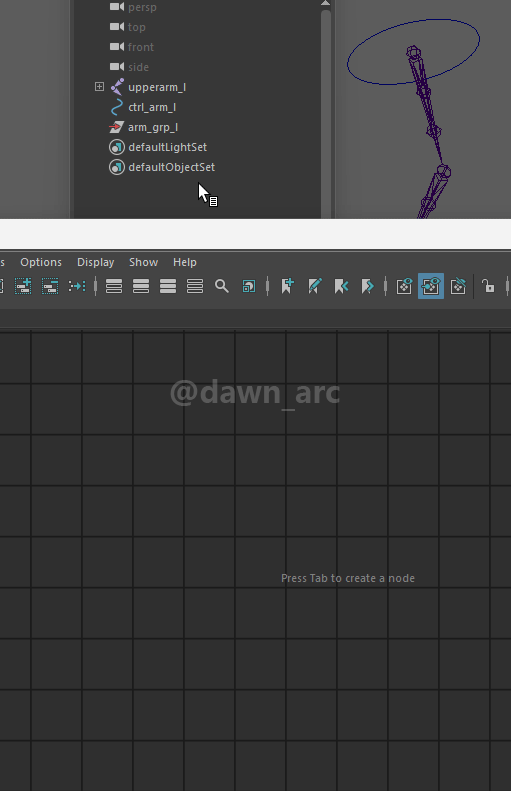 persp
top
front
side
upperarm_l
ctrl_arm_l
arm_grp_l
defaultLightSet
defaultObjectSet
s Options Display Show Help
@dawn_arc
Press Tab to create a node